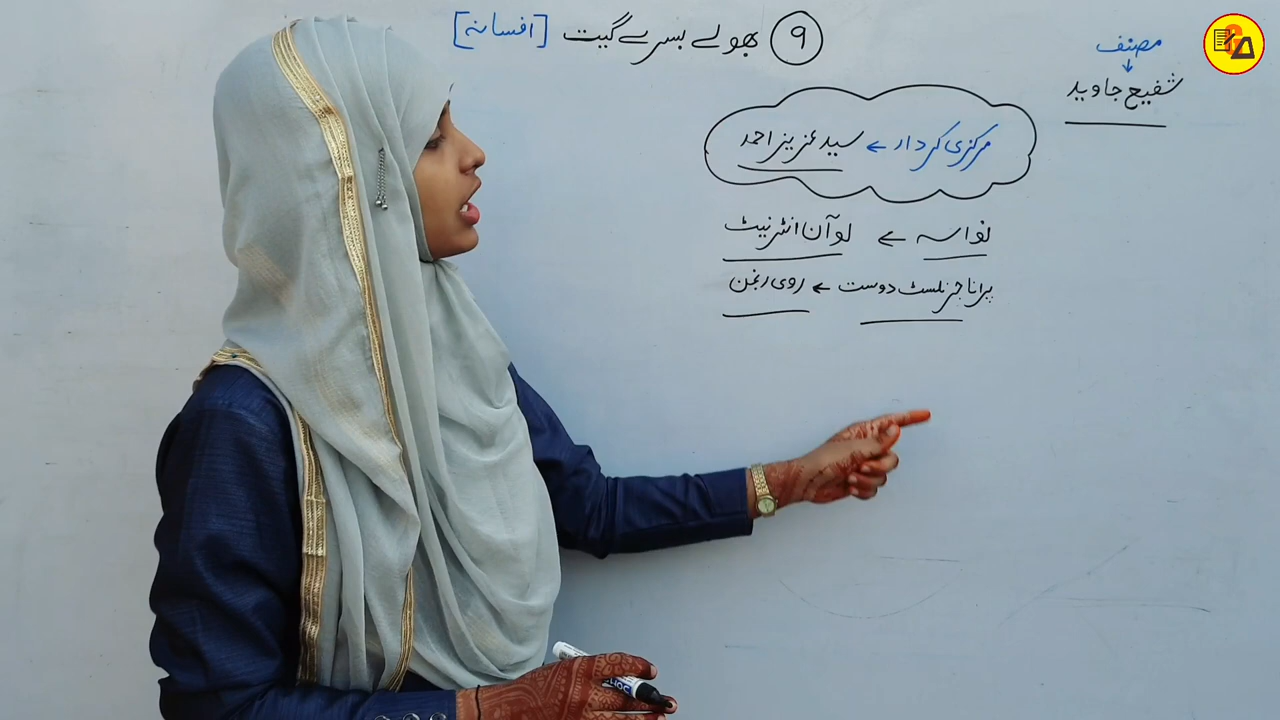 ۹ بھولے بسرے گیت [افسانہ]
مصنف
↓
شفیع جاوید
مرکزی کردار ← سید عزیز احمد
نواسہ ← لو آن انٹرنیٹ
پرانا جرنلسٹ دوست ← روی رنجن